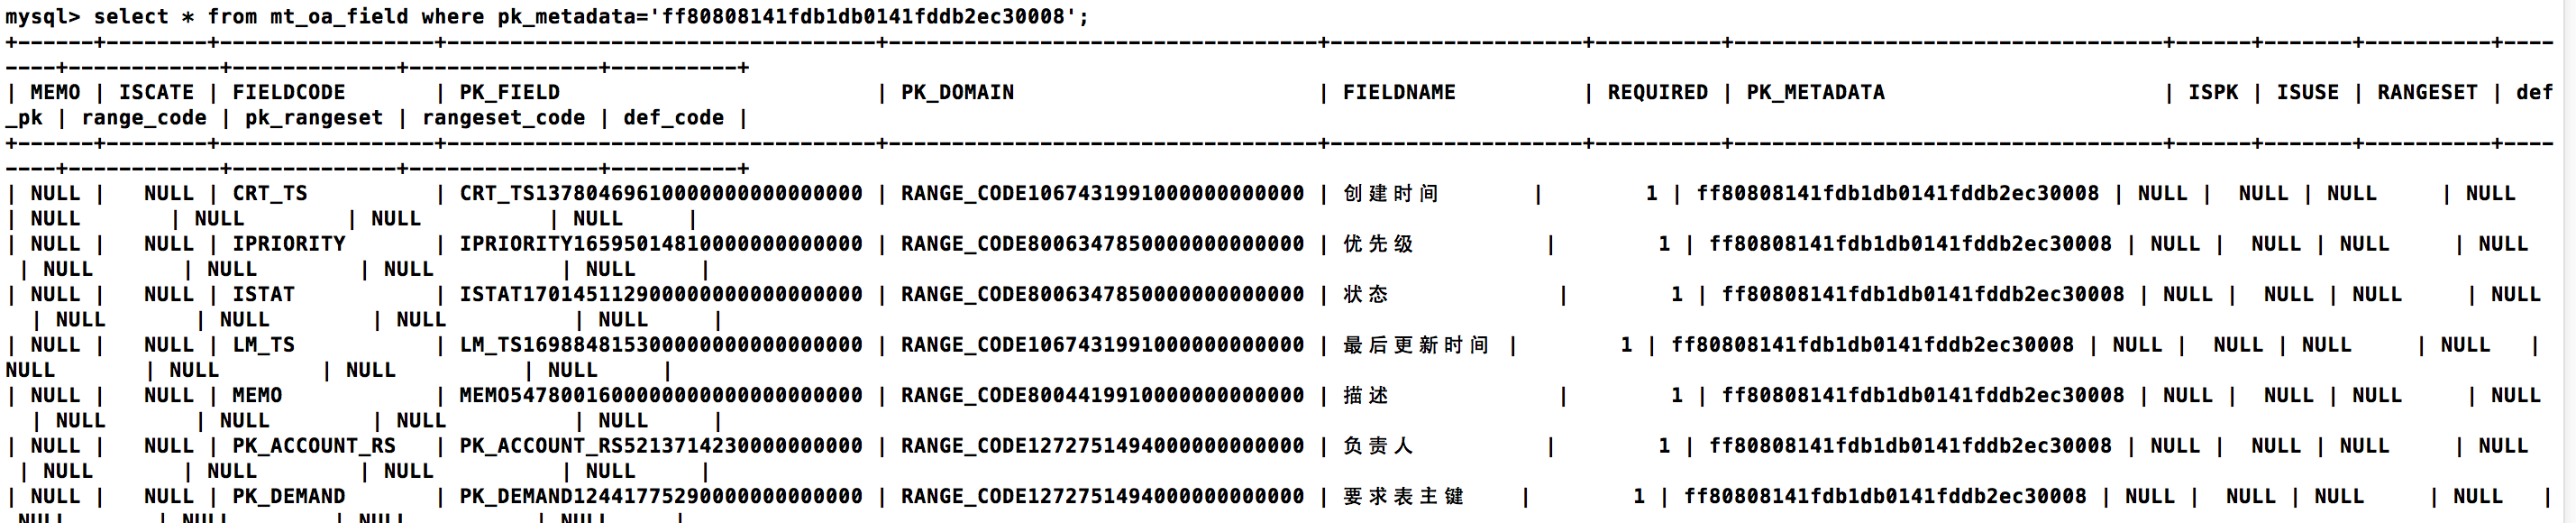 mysql> select * from mt_oa_field where pk_metadata='ff80808141fdb1db0141fddb2ec30008';
+------+--------+-----------------+----------------------------------+----------------------------------+--------------------+----------+----------------------------------+------+-------+----------+----
----+------------+-------------+---------------+----------+
| MEMO | ISCATE | FIELDCODE | PK_FIELD | PK_DOMAIN | FIELDNAME | REQUIRED | PK_METADATA | ISPK | ISUSE | RANGESET | def
_pk | range_code | pk_rangeset | rangeset_code | def_code |
+------+--------+-----------------+----------------------------------+----------------------------------+--------------------+----------+----------------------------------+------+-------+----------+----
----+------------+-------------+---------------+----------+
| NULL | NULL | CRT_TS | CRT_TS13780469610000000000000000 | RANGE_CODE1067431991000000000000 | 创建时间 | 1 | ff80808141fdb1db0141fddb2ec30008 | NULL | NULL | NULL | NULL
| NULL | NULL | NULL | NULL |
| NULL | NULL | IPRIORITY | IPRIORITY16595014810000000000000 | RANGE_CODE8006347850000000000000 | 优先级 | 1 | ff80808141fdb1db0141fddb2ec30008 | NULL | NULL | NULL | NULL
| NULL | NULL | NULL | NULL |
| NULL | NULL | ISTAT | ISTAT170145112900000000000000000 | RANGE_CODE8006347850000000000000 | 状态 | 1 | ff80808141fdb1db0141fddb2ec30008 | NULL | NULL | NULL | NULL
| NULL | NULL | NULL | NULL |
| NULL | NULL | LM_TS | LM_TS169884815300000000000000000 | RANGE_CODE1067431991000000000000 | 最后更新时间 | 1 | ff80808141fdb1db0141fddb2ec30008 | NULL | NULL | NULL | NULL |
NULL | NULL | NULL | NULL |
| NULL | NULL | MEMO | MEMO5478001600000000000000000000 | RANGE_CODE8004419910000000000000 | 描述 | 1 | ff80808141fdb1db0141fddb2ec30008 | NULL | NULL | NULL | NULL
| NULL | NULL | NULL | NULL |
| NULL | NULL | PK_ACCOUNT_RS | PK_ACCOUNT_RS5213714230000000000 | RANGE_CODE1272751494000000000000 | 负责人 | 1 | ff80808141fdb1db0141fddb2ec30008 | NULL | NULL | NULL | NULL
| NULL | NULL | NULL | NULL |
| NULL | NULL | PK_DEMAND | PK_DEMAND12441775290000000000000 | RANGE_CODE1272751494000000000000 | 要求表主键 | 1 | ff80808141fdb1db0141fddb2ec30008 | NULL | NULL | NULL | NULL |
NULL | NULL | NULL | NULL |